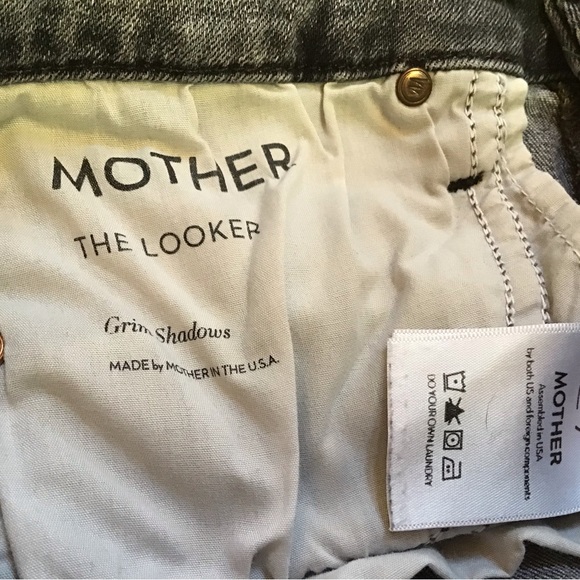 MOTHER
THE LOOKER
Grim Shadows
MADE by MOTHER IN THE U.S.A.
DO YOUR OWN LAUNDRY
MOTHER
Assembled in USA
by both US and foreign components